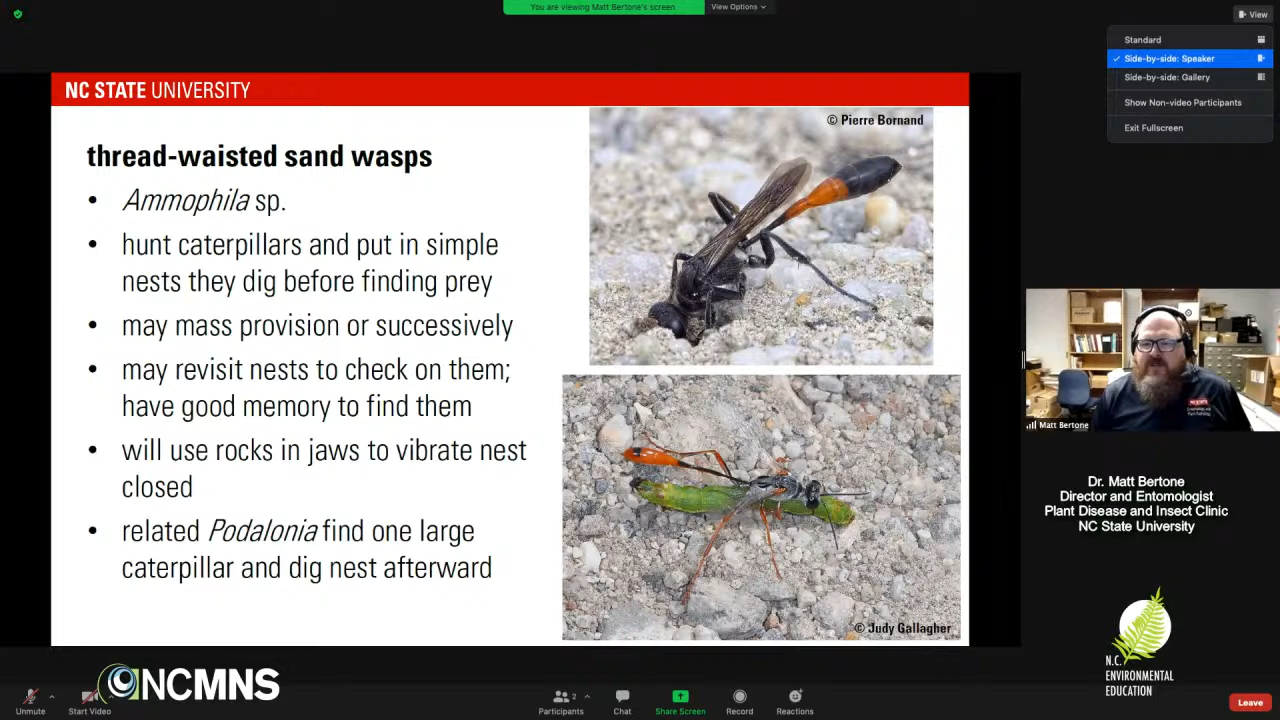 You are viewing Matt Bertone's screen
View Options
View
Standard
Side-by-side: Speaker
Side-by-side: Gallery
Show Non-video Participants
Exit Fullscreen
NC STATE UNIVERSITY
© Pierre Bornand
thread-waisted sand wasps
• Ammophila sp.
• hunt caterpillars and put in simple
nests they dig before finding prey
• may mass provision or successively
• may revisit nests to check on them;
have good memory to find them
• will use rocks in jaws to vibrate nest
closed
• related Podalonia find one large
caterpillar and dig nest afterward
© Judy Gallagher
Matt Bertone
Dr. Matt Bertone
Director and Entomologist
Plant Disease and Insect Clinic
NC State University
NCMNS
N.C.
ENVIRONMENTAL
EDUCATION
Unmute
Start Video
Participants
2
Chat
Share Screen
Record
Reactions
Leave